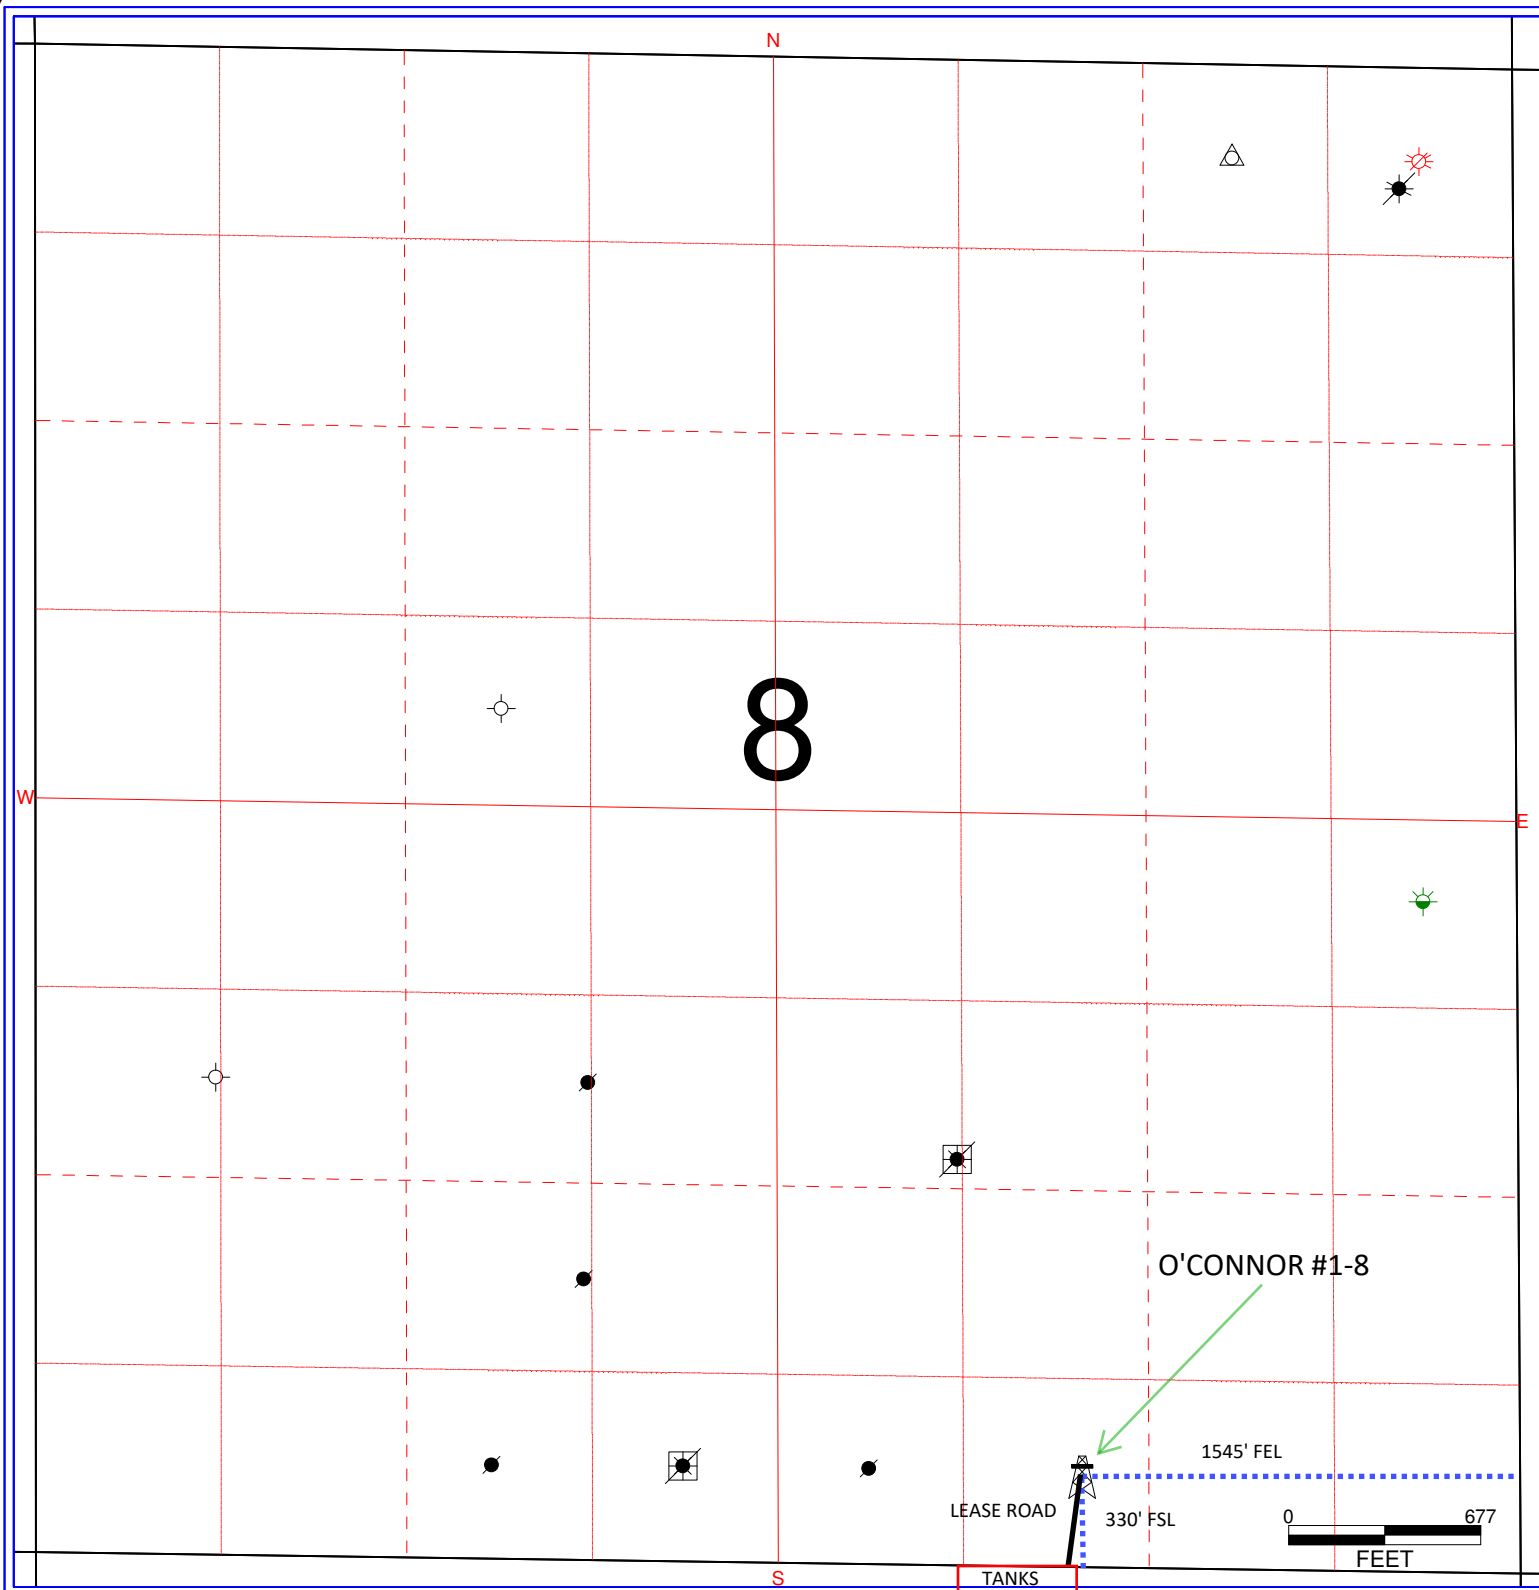 N
8
W
E
O'CONNOR #1-8
1545' FEL
LEASE ROAD
330' FSL
0 677
FEET
S
TANKS